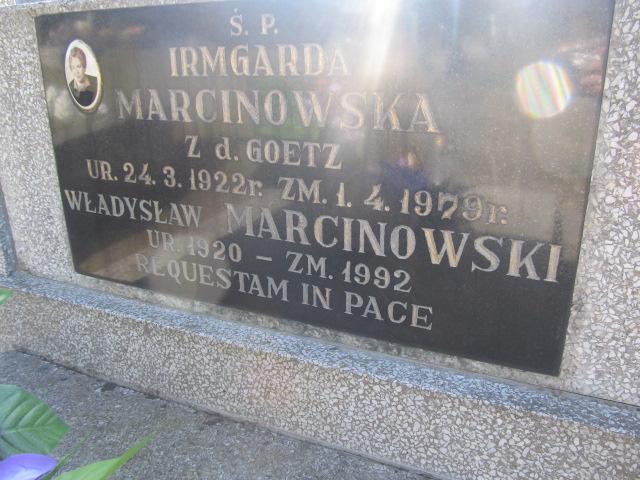 Ś. P.
IRMGARDA
MARCINOWSKA
Z d. GOETZ
UR. 24. 3. 1922r. ZM. 1. 4. 1979r.
WŁADYSŁAW MARCINOWSKI
UR. 1920 – ZM. 1992
REQUESTAM IN PACE